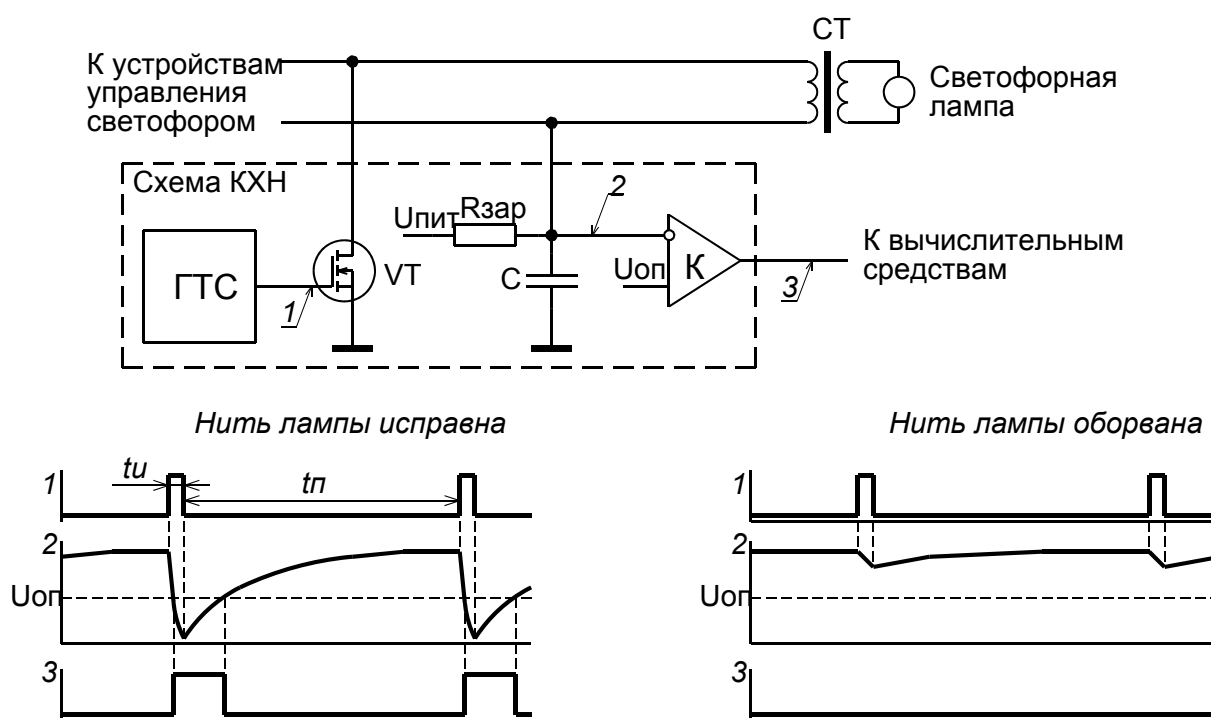 СТ
К устройствам
управления
светофором
Светофорная
лампа
Схема КХН
Uпит
Rзар
2
ГТС
1
VT
C
Uоп
К
3
К вычислительным
средствам
Нить лампы исправна
Нить лампы оборвана
1
tи
tп
2
Uоп
3
1
2
Uоп
3